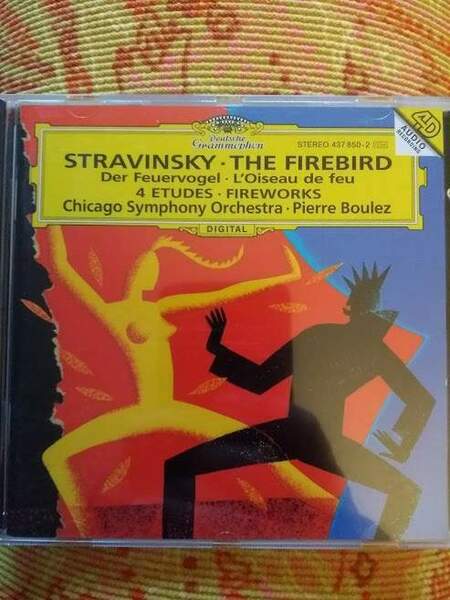 Deutsche
Grammophon
STEREO 437 850-2 GH
4D
AUDIO
RECORDING
STRAVINSKY · THE FIREBIRD
Der Feuervogel · L'Oiseau de feu
4 ETUDES · FIREWORKS
Chicago Symphony Orchestra · Pierre Boulez
DIGITAL